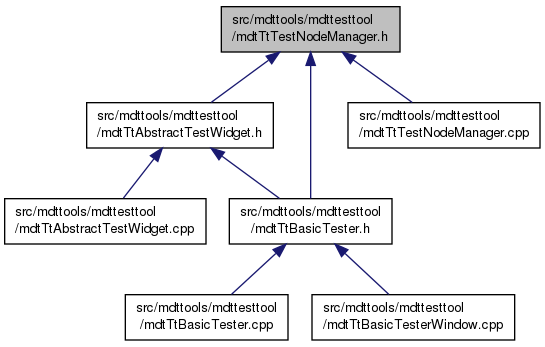 src/mdttools/mdttesttool
/mdtTtTestNodeManager.h
src/mdttools/mdttesttool
/mdtTtAbstractTestWidget.h
src/mdttools/mdttesttool
/mdtTtTestNodeManager.cpp
src/mdttools/mdttesttool
/mdtTtAbstractTestWidget.cpp
src/mdttools/mdttesttool
/mdtTtBasicTester.h
src/mdttools/mdttesttool
/mdtTtBasicTester.cpp
src/mdttools/mdttesttool
/mdtTtBasicTesterWindow.cpp